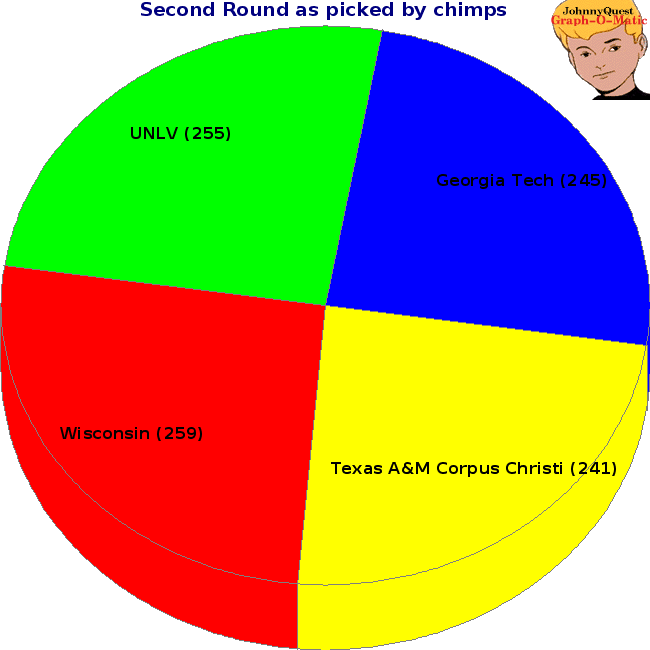 Second Round as picked by chimps
JohnnyQuest
Graph-O-Matic
UNLV (255)
Georgia Tech (245)
Wisconsin (259)
Texas A&M Corpus Christi (241)